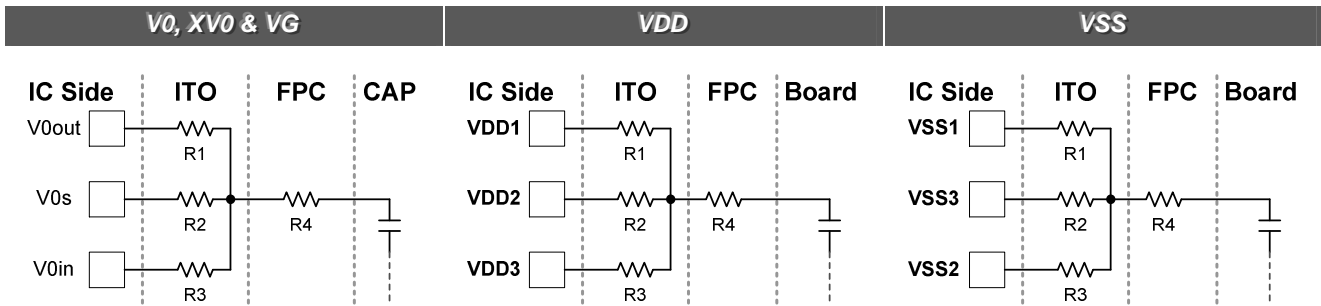 V0, XV0 & VG
IC Side ITO FPC CAP
V0out
R1
V0s
R2 R4
V0in
R3
VDD
IC Side ITO FPC Board
VDD1
R1
VDD2
R2 R4
VDD3
R3
VSS
IC Side ITO FPC Board
VSS1
R1
VSS3
R2 R4
VSS2
R3